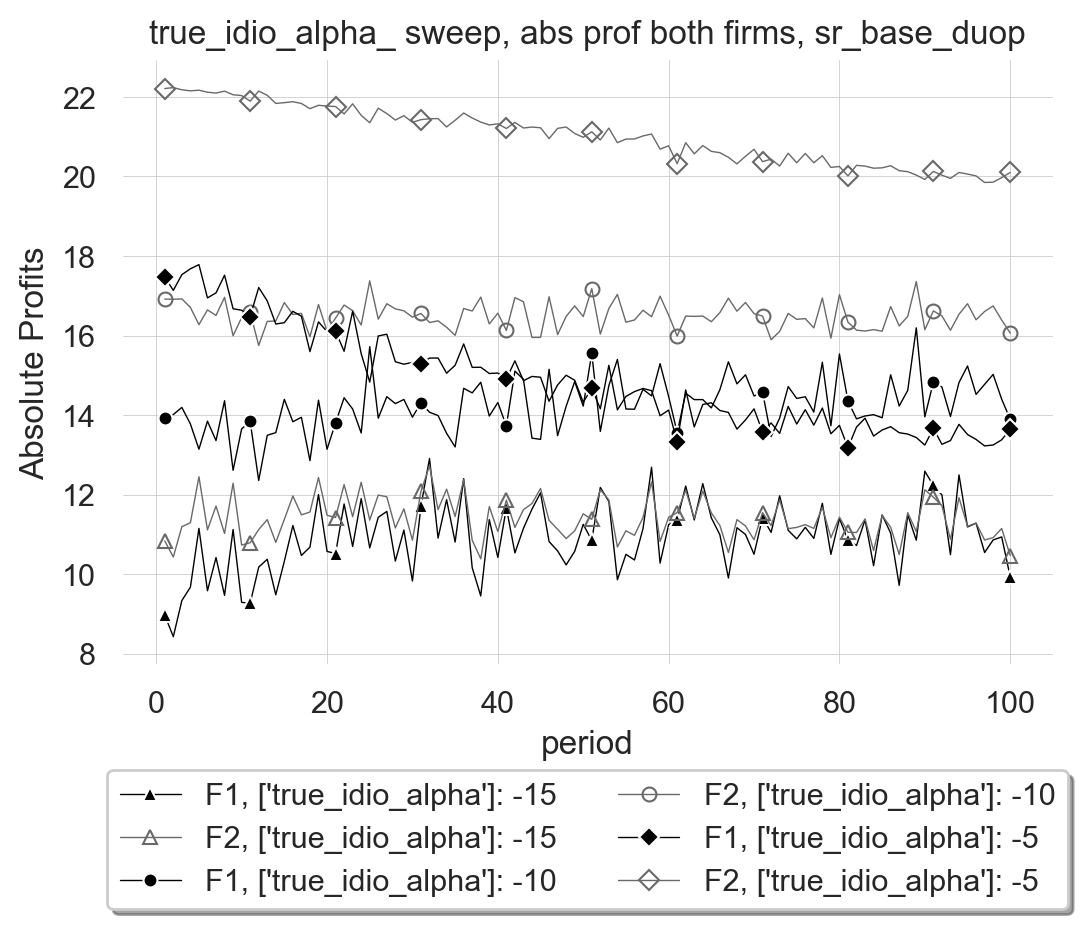 true_idio_alpha_ sweep, abs prof both firms, sr_base_duop
Absolute Profits
22
20
18
16
14
12
10
8
0 20 40 60 80 100
period
F1, ['true_idio_alpha']: -15
F2, ['true_idio_alpha']: -15
F1, ['true_idio_alpha']: -10
F2, ['true_idio_alpha']: -10
F1, ['true_idio_alpha']: -5
F2, ['true_idio_alpha']: -5